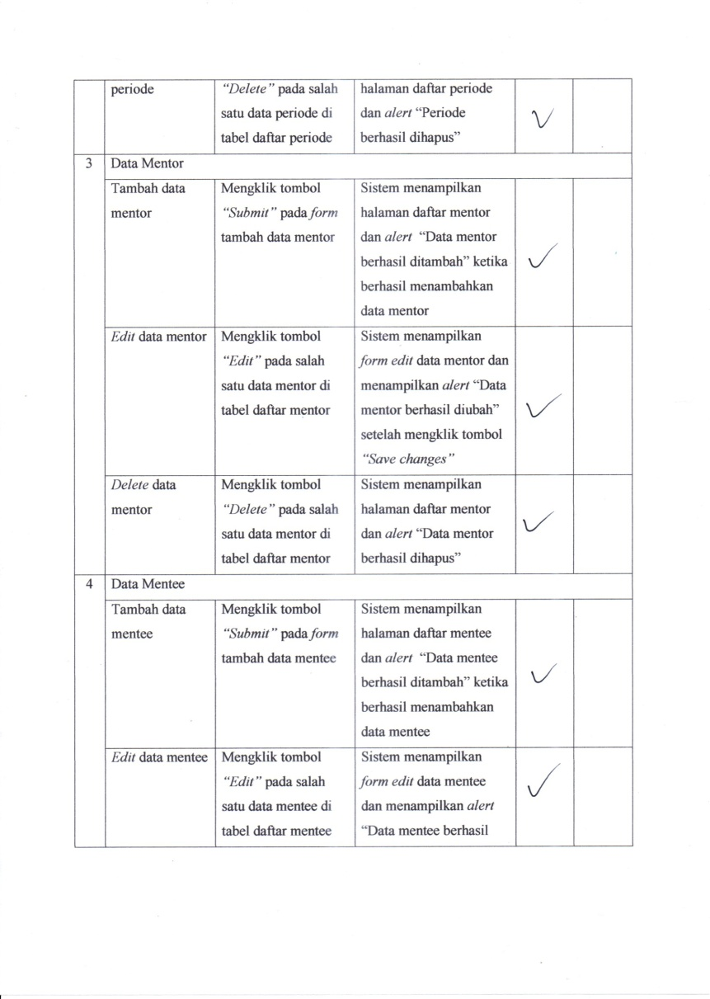 periode
“Delete” pada salah
satu data periode di
tabel daftar periode
halaman daftar periode
dan alert “Periode
berhasil dihapus”
3
Data Mentor
Tambah data
mentor
Mengklik tombol
“Submit” pada form
tambah data mentor
Sistem menampilkan
halaman daftar mentor
dan alert “Data mentor
berhasil ditambah” ketika
berhasil menambahkan
data mentor
Edit data mentor
Mengklik tombol
“Edit” pada salah
satu data mentor di
tabel daftar mentor
Sistem menampilkan
form edit data mentor dan
menampilkan alert “Data
mentor berhasil diubah”
setelah mengklik tombol
“Save changes”
Delete data
mentor
Mengklik tombol
“Delete” pada salah
satu data mentor di
tabel daftar mentor
Sistem menampilkan
halaman daftar mentor
dan alert “Data mentor
berhasil dihapus”
4
Data Mentee
Tambah data
mentee
Mengklik tombol
“Submit” pada form
tambah data mentee
Sistem menampilkan
halaman daftar mentee
dan alert “Data mentee
berhasil ditambah” ketika
berhasil menambahkan
data mentee
Edit data mentee
Mengklik tombol
“Edit” pada salah
satu data mentee di
tabel daftar mentee
Sistem menampilkan
form edit data mentee
dan menampilkan alert
“Data mentee berhasil